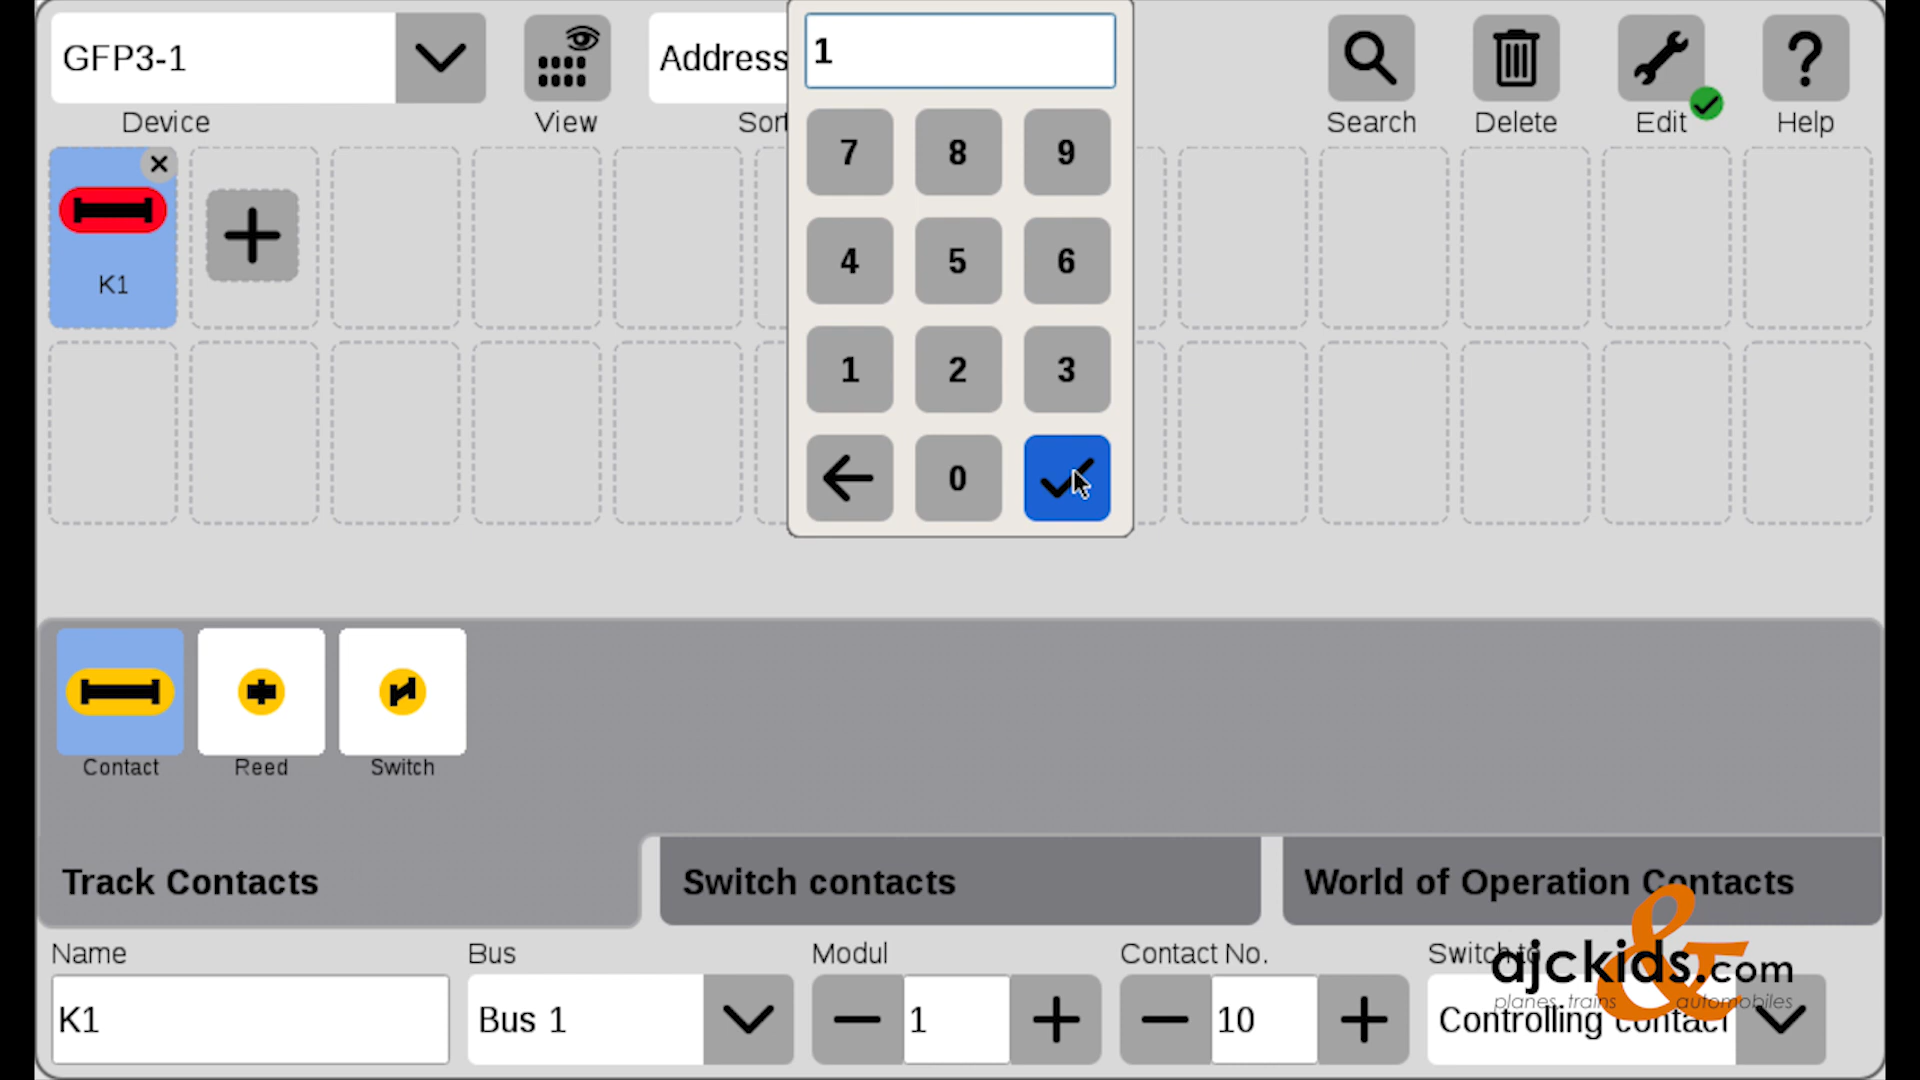 GFP3-1
Device
View
Address
Sort
1
7 8 9
4 5 6
1 2 3
0
Search
Delete
Edit
Help
K1
Contact
Reed
Switch
Track Contacts
Switch contacts
World of Operation Contacts
Name
K1
Bus
Bus 1
Modul
1
Contact No.
10
Switch to
Controlling contact
ajckids.com
planes, trains & automobiles